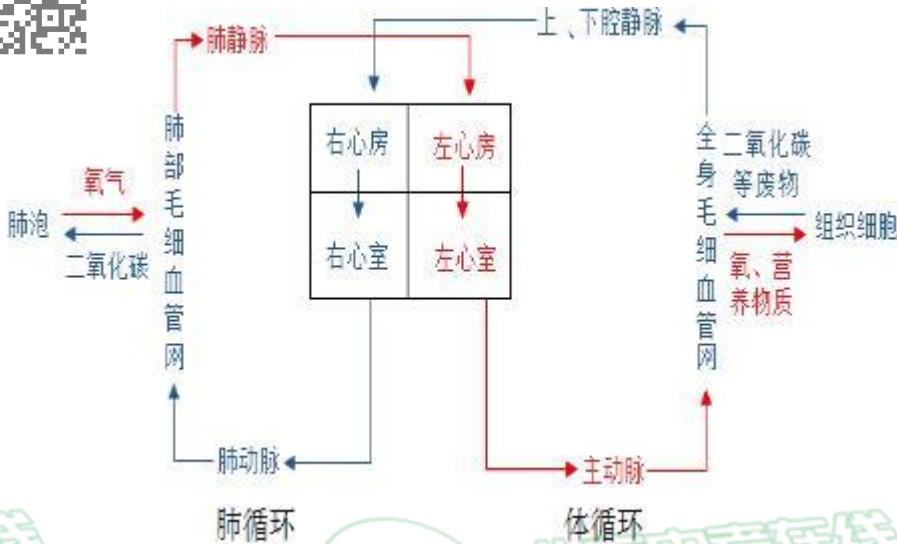 肺静脉
上、下腔静脉
肺部毛细血管网
右心房
左心房
全身毛细血管网
二氧化碳
等废物
氧气
肺泡
二氧化碳
组织细胞
右心室
左心室
氧、营
养物质
肺动脉
主动脉
肺循环
体循环